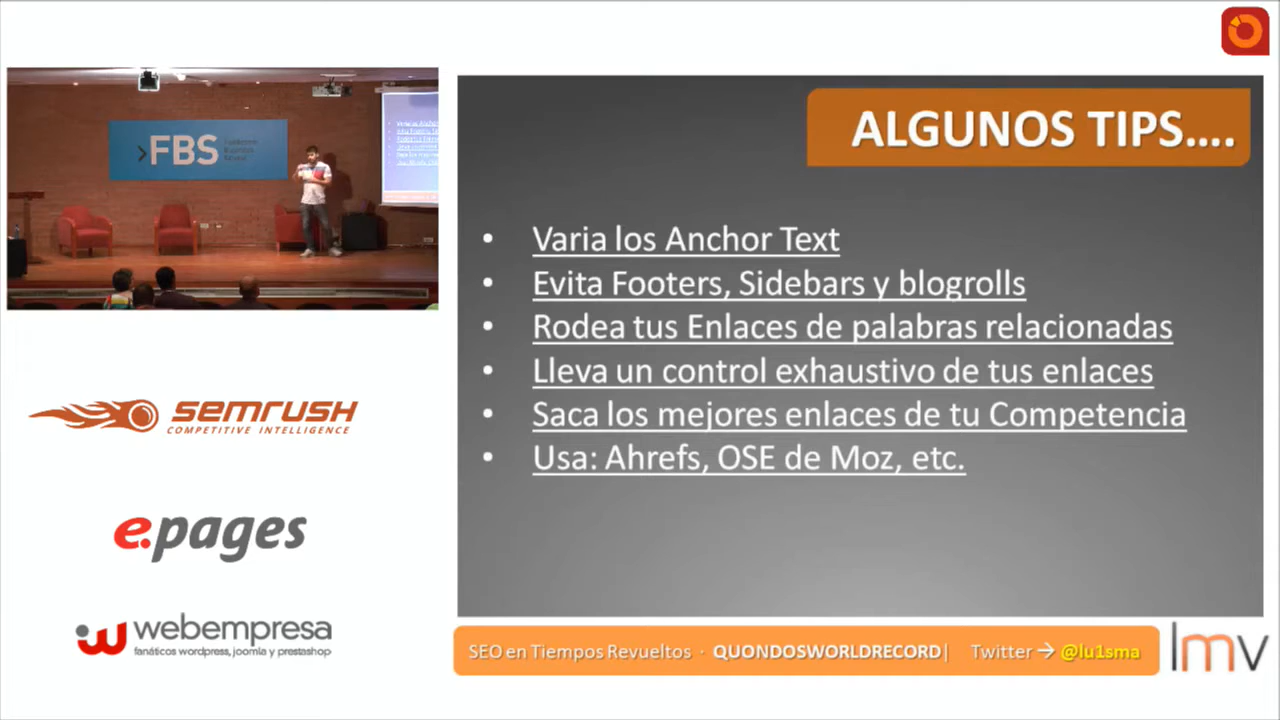 ALGUNOS TIPS....
FBS
• Varia los Anchor Text
• Evita Footers, Sidebars y blogrolls
• Rodea tus Enlaces de palabras relacionadas
• Lleva un control exhaustivo de tus enlaces
• Saca los mejores enlaces de tu Competencia
• Usa: Ahrefs, OSE de Moz, etc.
semrush
COMPETITIVE INTELLIGENCE
e.pages
webempresa
fanáticos wordpress, joomla y prestashop
SEO en Tiempos Revueltos · QUONDOSWORLDRECORD| Twitter → @lu1sma
lmv